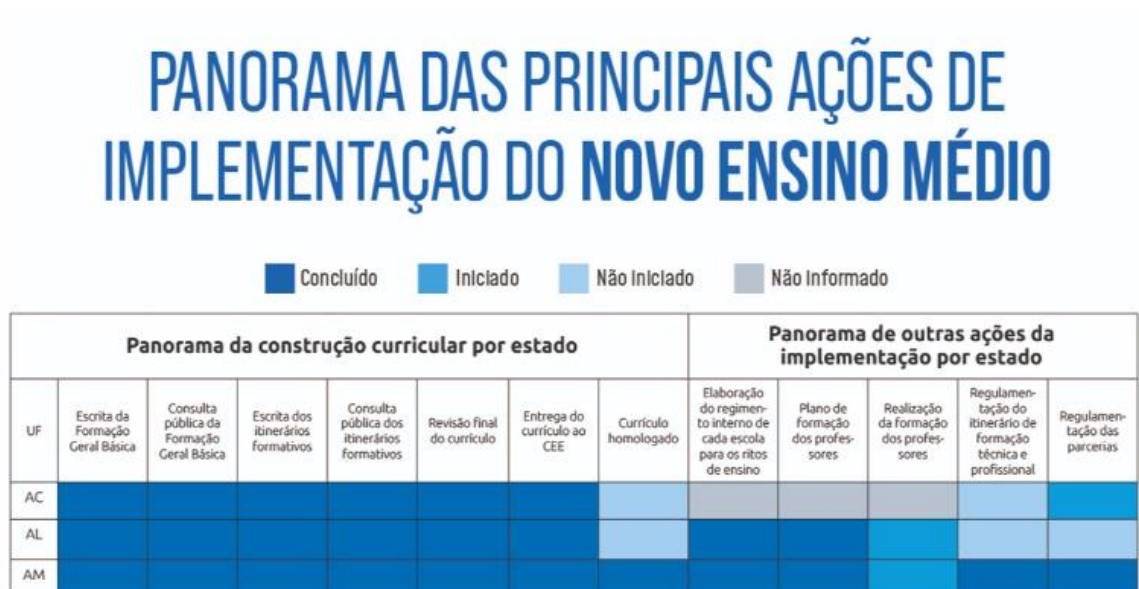 PANORAMA DAS PRINCIPAIS AÇÕES DE
IMPLEMENTAÇÃO DO NOVO ENSINO MÉDIO
Concluído
Iniciado
Não iniciado
Não informado
Panorama da construção curricular por estado
Panorama de outras ações da
implementação por estado
UF
Escrita da
Formação
Geral Básica
Consulta
pública da
Formação
Geral Básica
Escrita dos
itinerários
formativos
Consulta
pública dos
itinerários
formativos
Revisão final
do currículo
Entrega do
currículo ao
CEE
Currículo
homologado
Elaboração
do regimen-
to interno de
cada escola
para os ritos
de ensino
Plano de
formação
dos profes-
sores
Realização
da formação
dos profes-
sores
Regulamen-
tação do
itinerário de
formação
técnica e
profissional
Regulamen-
tação das
parcerias
AC
AL
AM